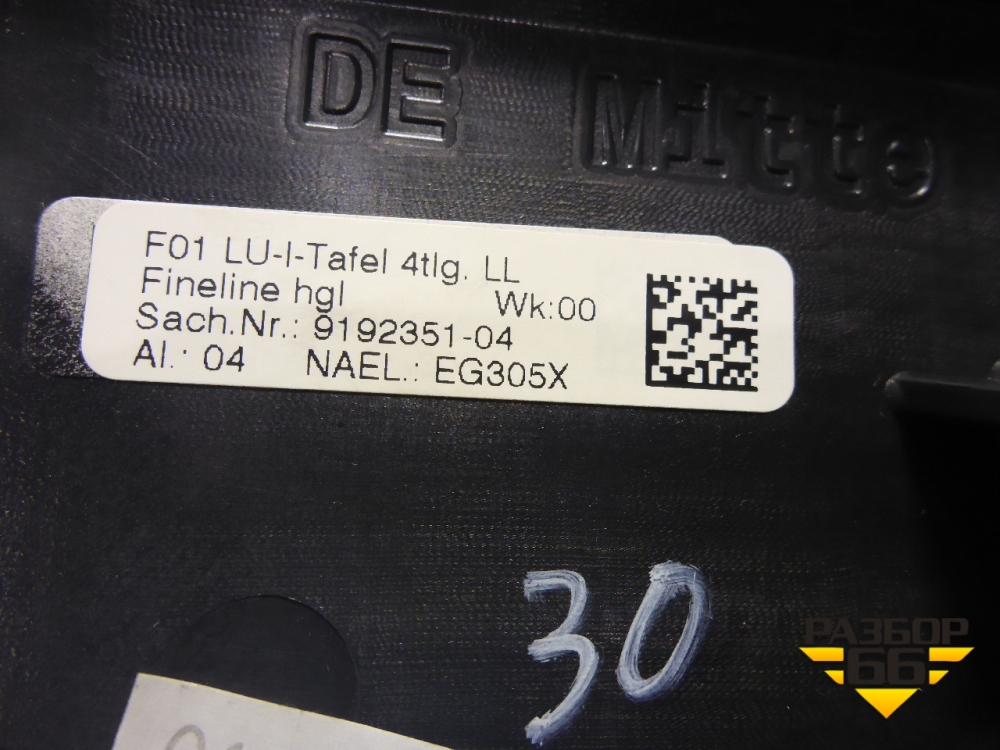 DE Mitte
F01 LU-I-Tafel 4tlg. LL
Fineline hgl Wk:00
Sach.Nr.: 9192351-04
AI.: 04 NAEL.: EG305X
30
РАЗБОР
66